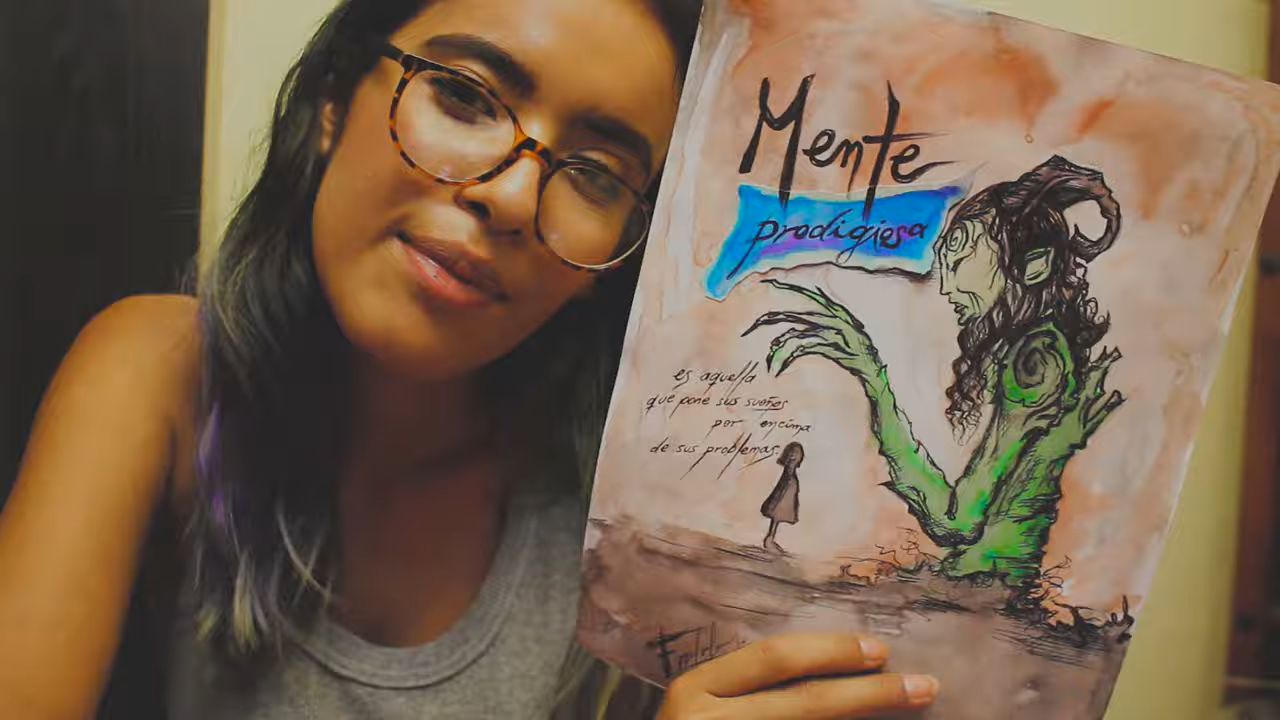 Mente
prodigiosa
es aquella
que pone sus sueños
por encima
de sus problemas.